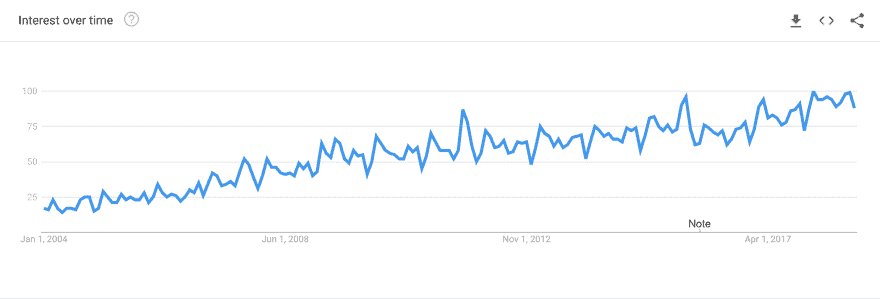 Interest over time ?
100
75
50
25
Note
Jan 1, 2004 Jun 1, 2008 Nov 1, 2012 Apr 1, 2017